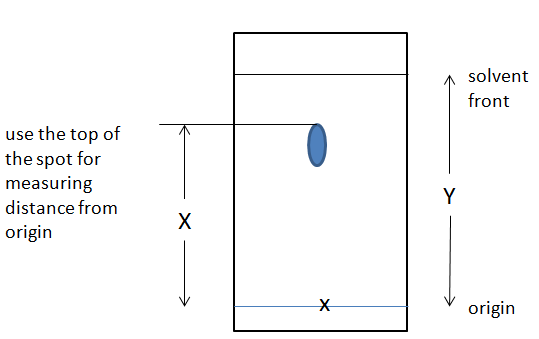 solvent
front
use the top of
the spot for
measuring
distance from
origin
X
Y
x
origin